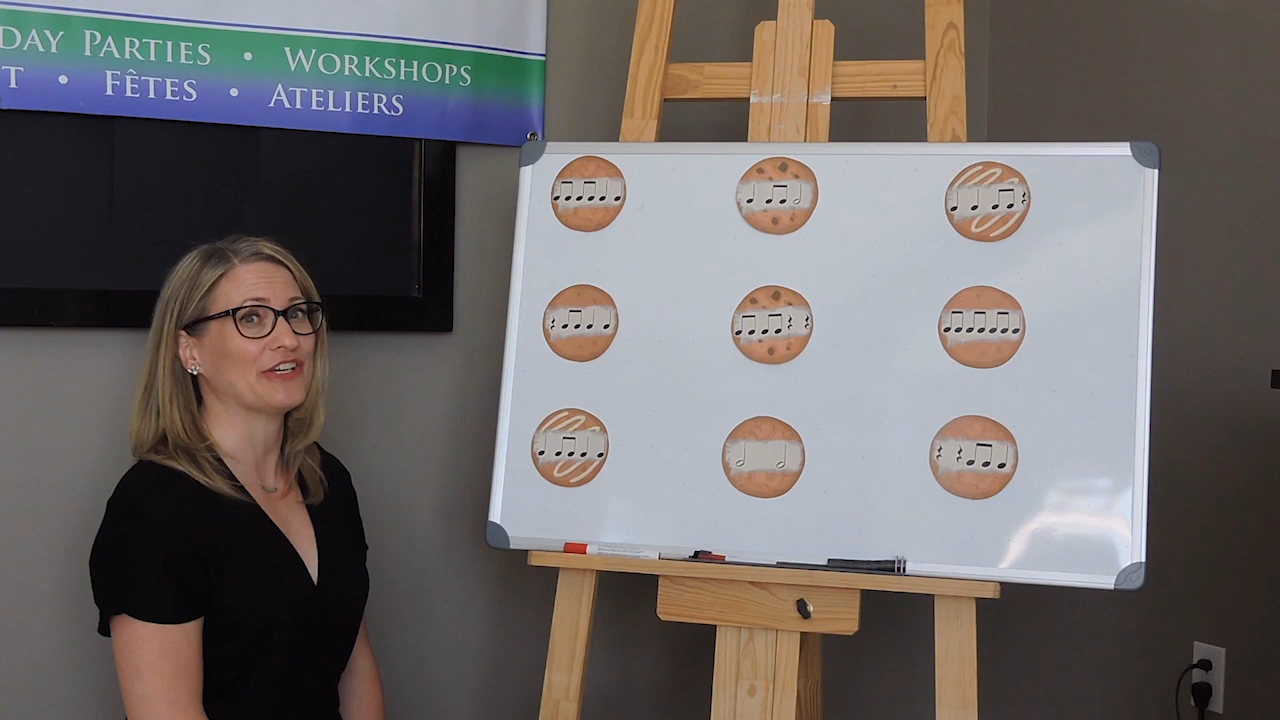 DAY PARTIES • WORKSHOPS
T • FÊTES • ATELIERS